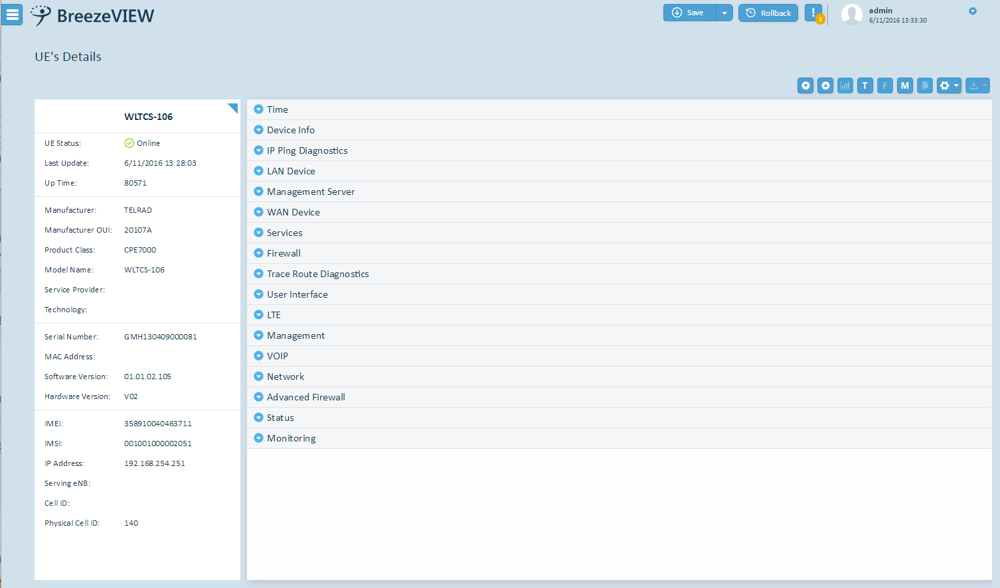 BreezeVIEW
Save
Rollback
!
1
admin
6/11/2016 13:33:30
UE's Details
T
F
M
WLTCS-106
UE Status: Online
Last Update: 6/11/2016 13:28:03
Up Time: 80571
Manufacturer: TELRAD
Manufacturer OUI: 20107A
Product Class: CPE7000
Model Name: WLTCS-106
Service Provider:
Technology:
Serial Number: GMH130409000081
MAC Address:
Software Version: 01.01.02.105
Hardware Version: V02
IMEI: 358910040463711
IMSI: 001001000002051
IP Address: 192.168.254.251
Serving eNB:
Cell ID:
Physical Cell ID: 140
Time
Device Info
IP Ping Diagnostics
LAN Device
Management Server
WAN Device
Services
Firewall
Trace Route Diagnostics
User Interface
LTE
Management
VOIP
Network
Advanced Firewall
Status
Monitoring